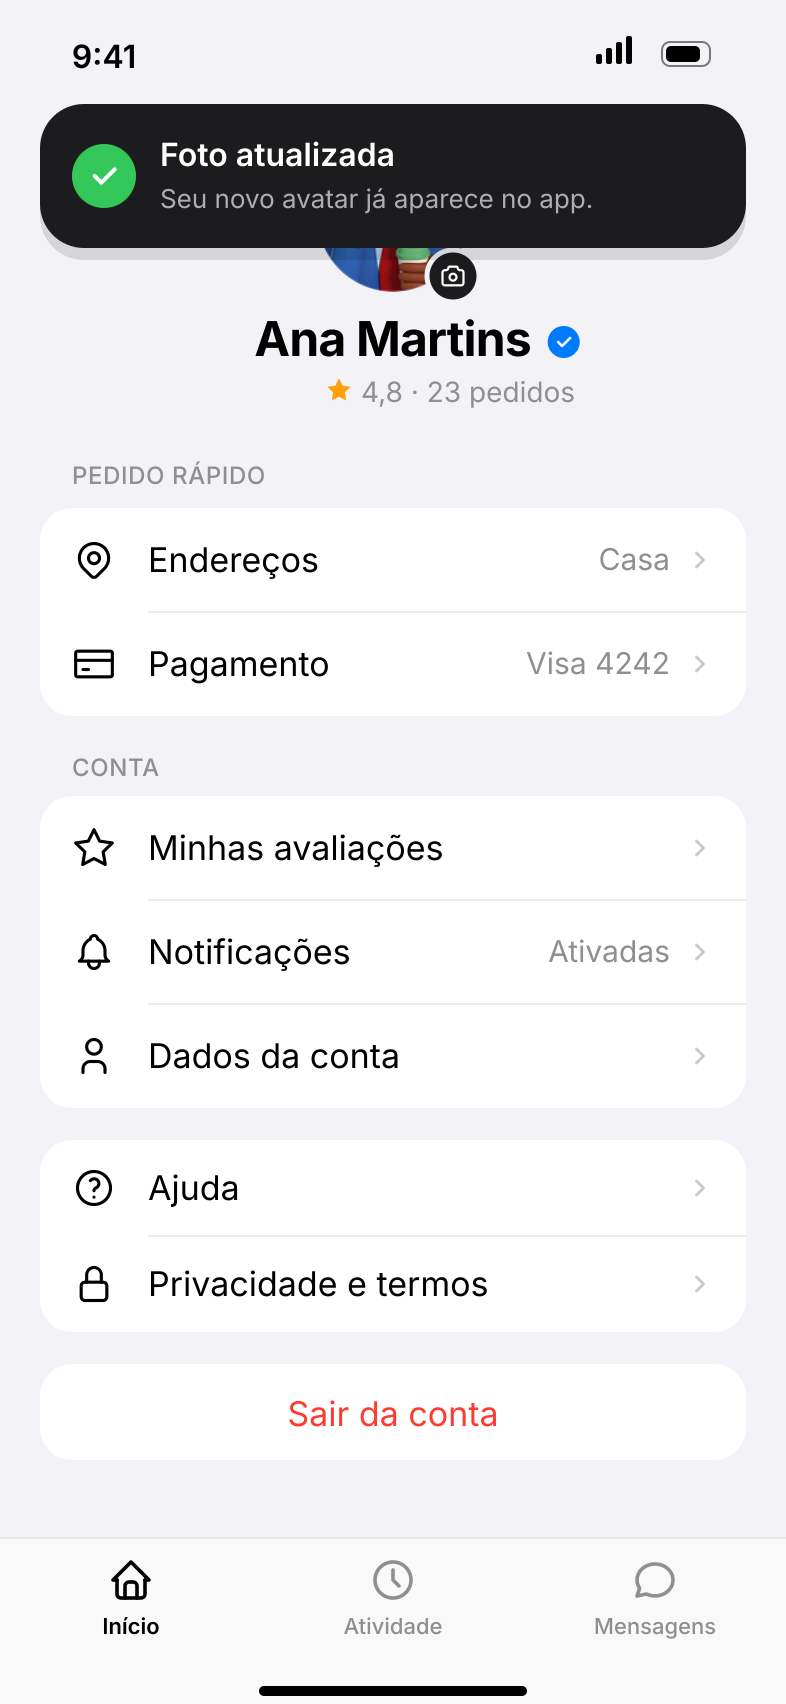 9:41
Foto atualizada
Seu novo avatar já aparece no app.
Ana Martins
4,8 · 23 pedidos
PEDIDO RÁPIDO
Endereços Casa
Pagamento Visa 4242
CONTA
Minhas avaliações
Notificações Ativadas
Dados da conta
Ajuda
Privacidade e termos
Sair da conta
Início Atividade Mensagens